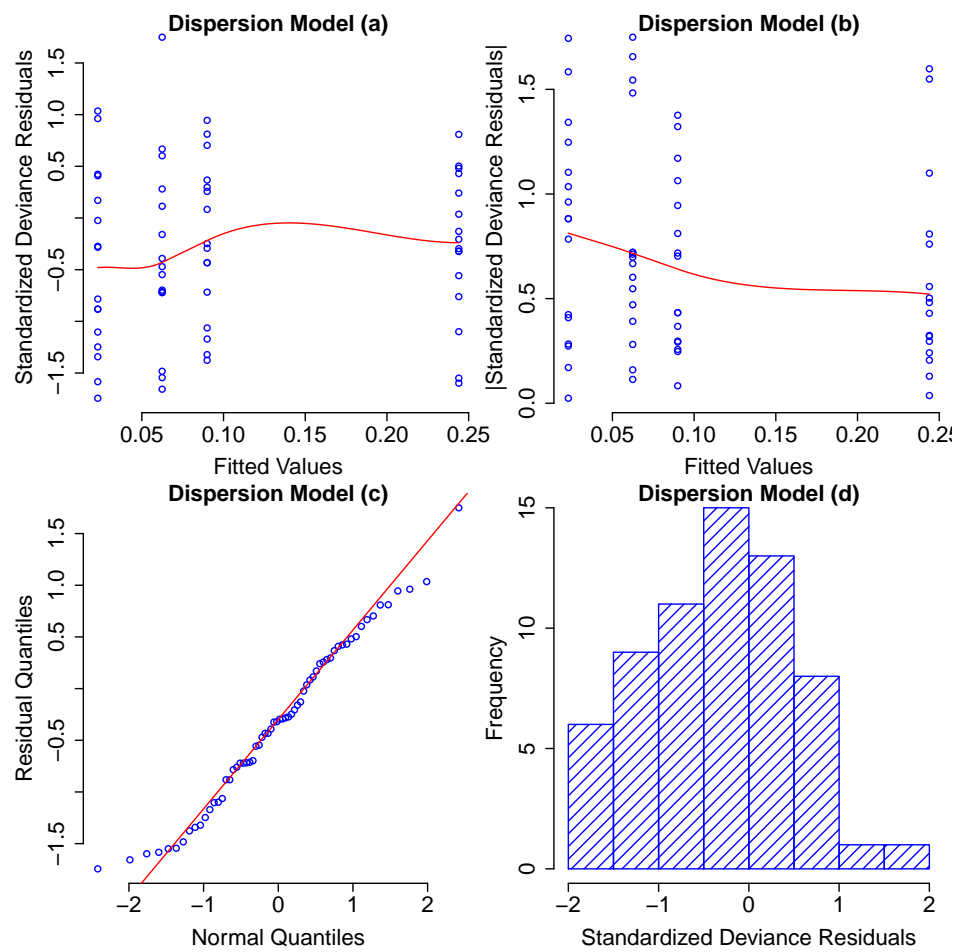 Dispersion Model (a)
Standardized Deviance Residuals
1.5
1.0
0.5
−0.5
−1.5
0.05 0.10 0.15 0.20 0.25
Fitted Values
Dispersion Model (b)
|Standardized Deviance Residuals|
1.5
1.0
0.5
0.0
0.05 0.10 0.15 0.20 0.25
Fitted Values
Dispersion Model (c)
Residual Quantiles
1.5
1.0
0.5
−0.5
−1.5
−2 −1 0 1 2
Normal Quantiles
Dispersion Model (d)
Frequency
15
10
5
0
−2 −1 0 1 2
Standardized Deviance Residuals